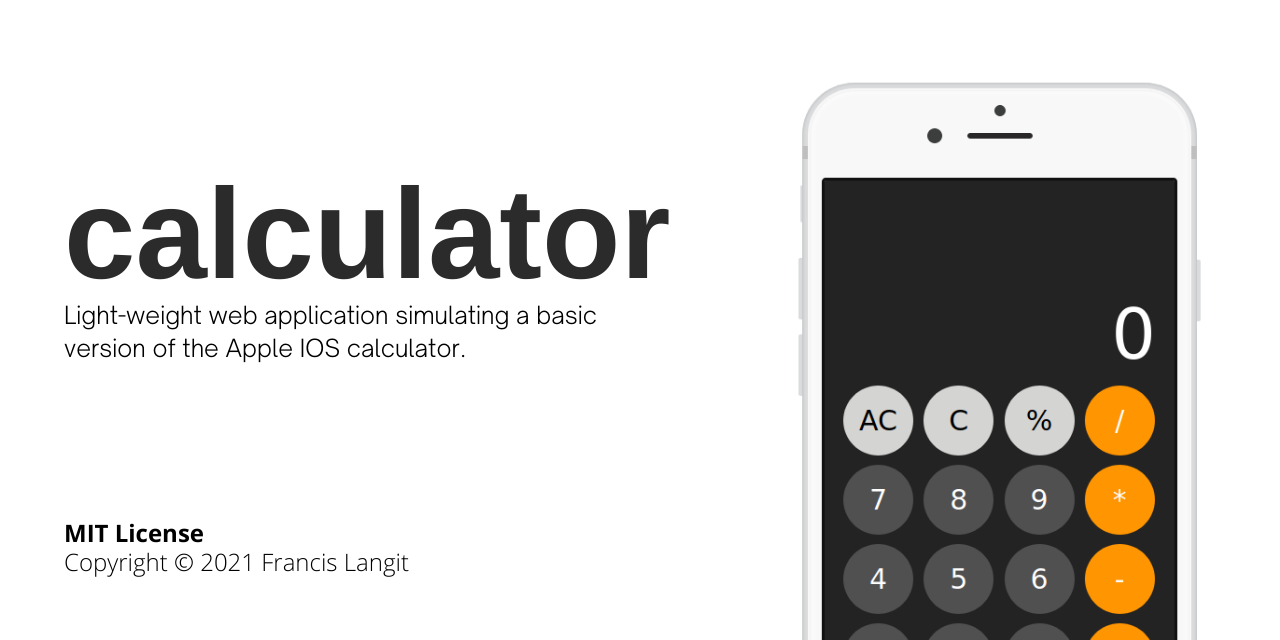 calculator
Light-weight web application simulating a basic
version of the Apple IOS calculator.
MIT License
Copyright © 2021 Francis Langit
0
AC C % /
7 8 9 *
4 5 6 -